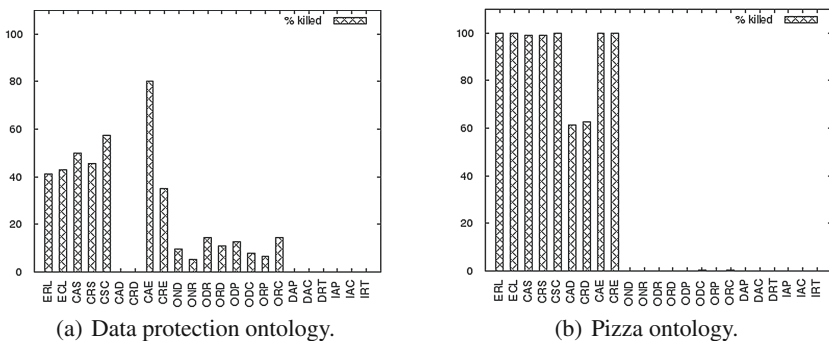 % killed
100
80
60
40
20
0
ERL ECL CAS CRS CSC CAD CRD CAE CRE OND ONR ODR ORD ODP ODC ORP ORC DAP DAC DRT IAP IAC IRT
(a) Data protection ontology.
% killed
100
80
60
40
20
0
ERL ECL CAS CRS CSC CAD CRD CAE CRE OND ONR ODR ORD ODP ODC ORP ORC DAP DAC DRT IAP IAC IRT
(b) Pizza ontology.